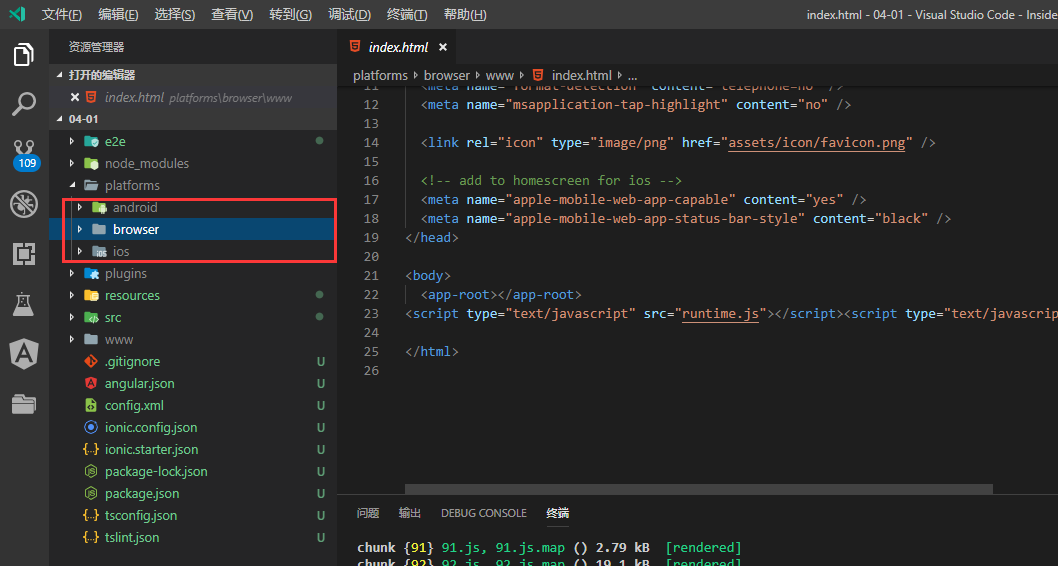 文件(F) 编辑(E) 选择(S) 查看(V) 转到(G) 调试(D) 终端(T) 帮助(H) index.html - 04-01 - Visual Studio Code - Inside
资源管理器
打开的编辑器
index.html platforms\browser\www
04-01
e2e
node_modules
platforms
android
browser
ios
plugins
resources
src
www
.gitignore U
angular.json U
config.xml U
ionic.config.json U
ionic.starter.json U
package-lock.json U
package.json U
tsconfig.json U
tslint.json U
109
index.html
platforms browser www index.html ...
11 <meta name="format-detection" content="telephone=no" />
12 <meta name="msapplication-tap-highlight" content="no" />
13
14 <link rel="icon" type="image/png" href="assets/icon/favicon.png" />
15
16 <!-- add to homescreen for ios -->
17 <meta name="apple-mobile-web-app-capable" content="yes" />
18 <meta name="apple-mobile-web-app-status-bar-style" content="black" />
19 </head>
20
21 <body>
22 <app-root></app-root>
23 <script type="text/javascript" src="runtime.js"></script><script type="text/javascrip
24
25 </html>
26
问题 输出 DEBUG CONSOLE 终端
chunk {91} 91.js, 91.js.map () 2.79 kB [rendered]
chunk {92} 92.js, 92.js.map () 19.1 kB [rendered]